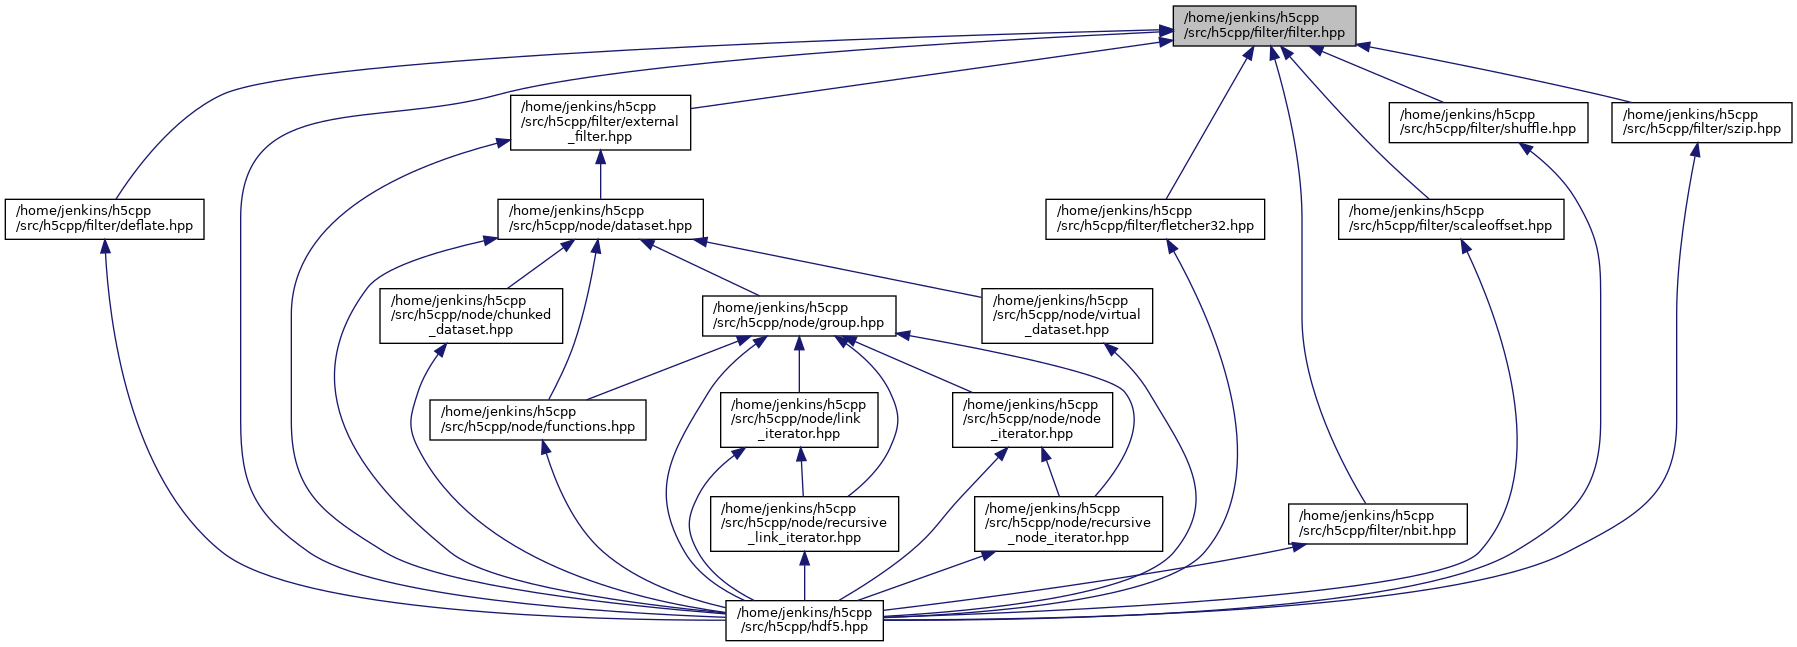 /home/jenkins/h5cpp
/src/h5cpp/filter/filter.hpp
/home/jenkins/h5cpp
/src/h5cpp/filter/external
_filter.hpp
/home/jenkins/h5cpp
/src/h5cpp/filter/shuffle.hpp
/home/jenkins/h5cpp
/src/h5cpp/filter/szip.hpp
/home/jenkins/h5cpp
/src/h5cpp/filter/deflate.hpp
/home/jenkins/h5cpp
/src/h5cpp/node/dataset.hpp
/home/jenkins/h5cpp
/src/h5cpp/filter/fletcher32.hpp
/home/jenkins/h5cpp
/src/h5cpp/filter/scaleoffset.hpp
/home/jenkins/h5cpp
/src/h5cpp/node/chunked
_dataset.hpp
/home/jenkins/h5cpp
/src/h5cpp/node/group.hpp
/home/jenkins/h5cpp
/src/h5cpp/node/virtual
_dataset.hpp
/home/jenkins/h5cpp
/src/h5cpp/node/functions.hpp
/home/jenkins/h5cpp
/src/h5cpp/node/link
_iterator.hpp
/home/jenkins/h5cpp
/src/h5cpp/node/node
_iterator.hpp
/home/jenkins/h5cpp
/src/h5cpp/node/recursive
_link_iterator.hpp
/home/jenkins/h5cpp
/src/h5cpp/node/recursive
_node_iterator.hpp
/home/jenkins/h5cpp
/src/h5cpp/filter/nbit.hpp
/home/jenkins/h5cpp
/src/h5cpp/hdf5.hpp